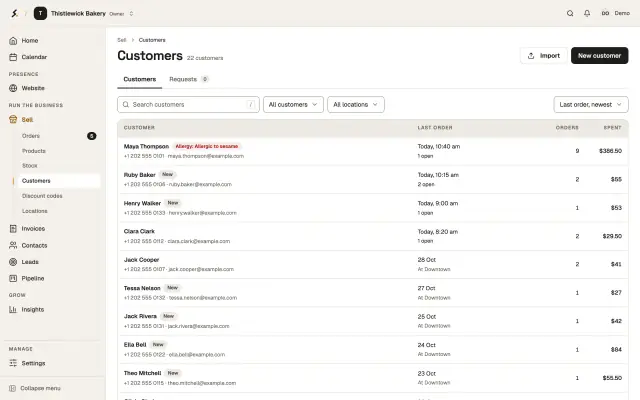 T Thistlewick Bakery Owner
DO Demo
Home
Calendar
PRESENCE
Website
RUN THE BUSINESS
Sell
Orders 5
Products
Stock
Customers
Discount codes
Locations
Invoices
Contacts
Leads
Pipeline
GROW
Insights
MANAGE
Settings
Collapse menu
Sell > Customers
Customers 22 customers
Import
New customer
Customers
Requests 0
Search customers /
All customers
All locations
Last order, newest
CUSTOMER LAST ORDER ORDERS SPENT
Maya Thompson Allergy: Allergic to sesame Today, 10:40 am 9 $386.50
+1 202 555 0101 · maya.thompson@example.com 1 open
Ruby Baker New Today, 10:15 am 2 $55
+1 202 555 0106 · ruby.baker@example.com 2 open
Henry Walker New Today, 9:00 am 1 $53
+1 202 555 0133 · henry.walker@example.com 1 open
Clara Clark Today, 8:20 am 2 $29.50
+1 202 555 0112 · clara.clark@example.com 1 open
Jack Cooper 28 Oct 2 $41
+1 202 555 0107 · jack.cooper@example.com At Downtown
Tessa Nelson New 27 Oct 1 $27
+1 202 555 0132 · tessa.nelson@example.com At Downtown
Jack Rivera New 25 Oct 1 $42
+1 202 555 0131 · jack.rivera@example.com At Downtown
Ella Bell New 24 Oct 1 $84
+1 202 555 0122 · ella.bell@example.com At Downtown
Theo Mitchell New 23 Oct 1 $55.50
+1 202 555 0115 · theo.mitchell@example.com At Downtown